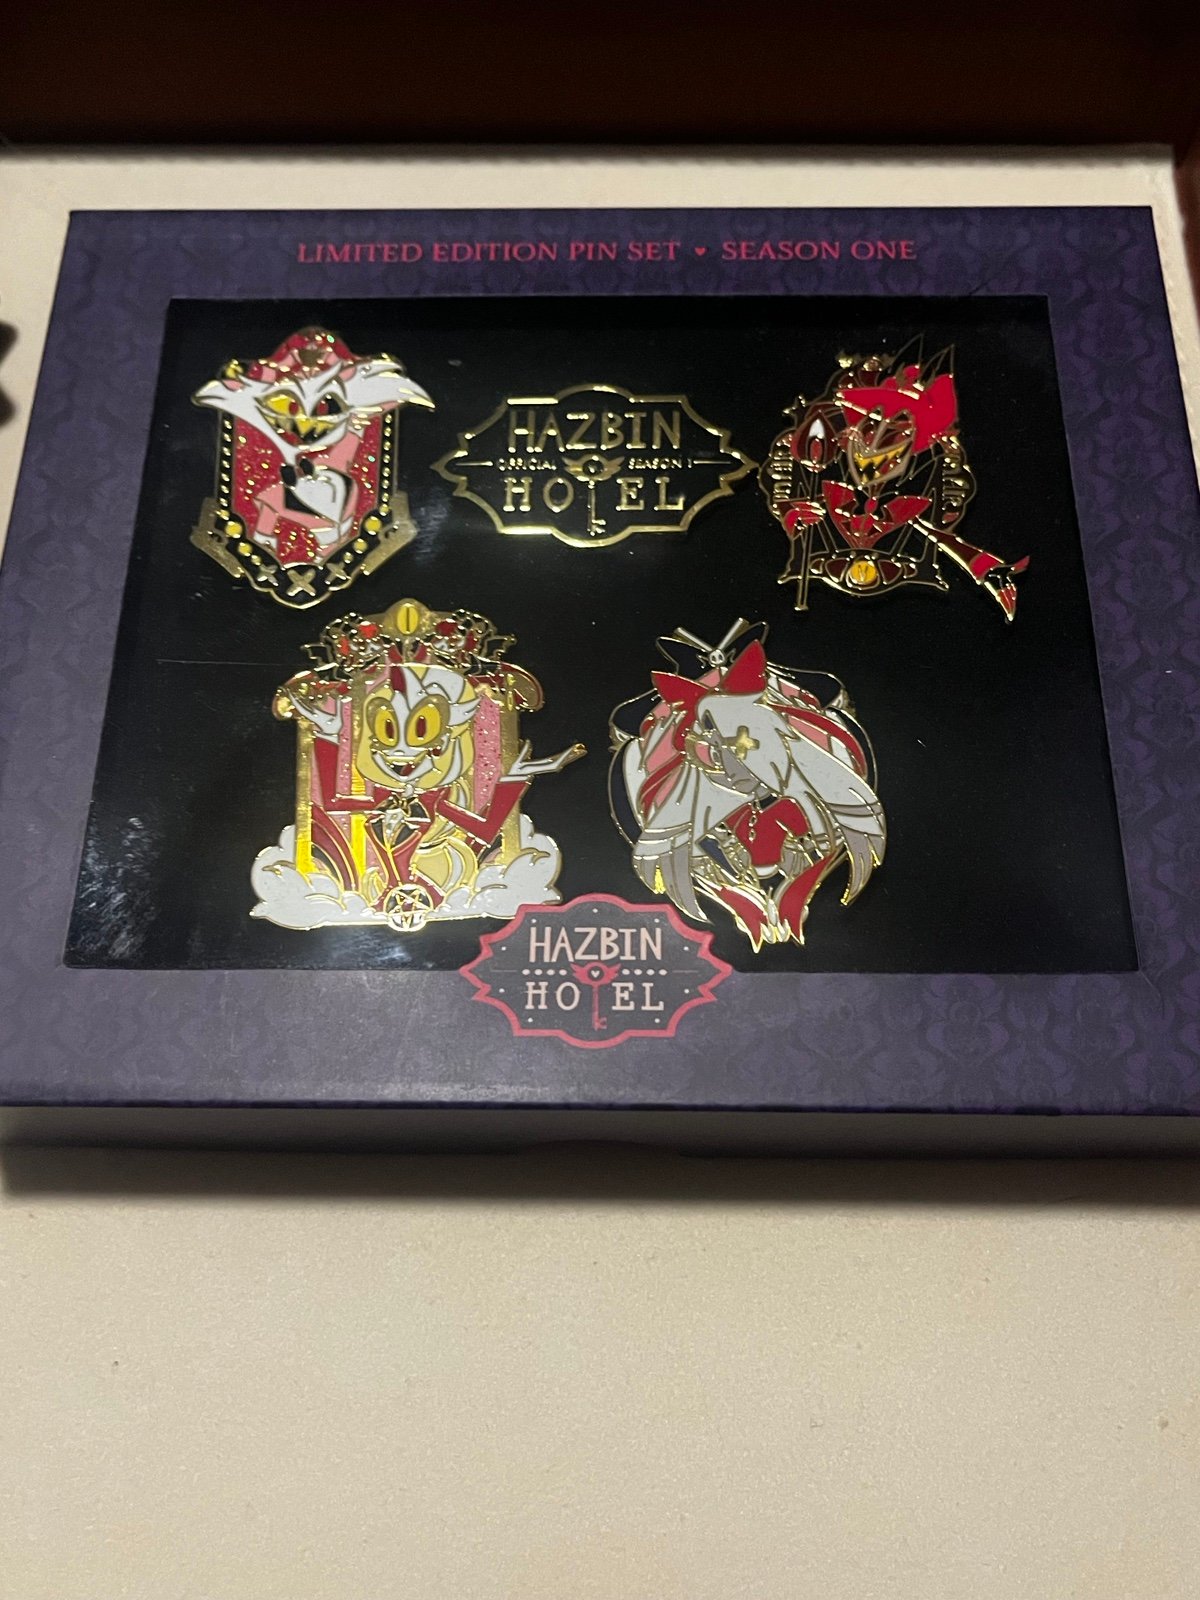 LIMITED EDITION PIN SET ♥ SEASON ONE
HAZBIN
OFFICIAL SEASON 1
HOTEL
HAZBIN
HOTEL